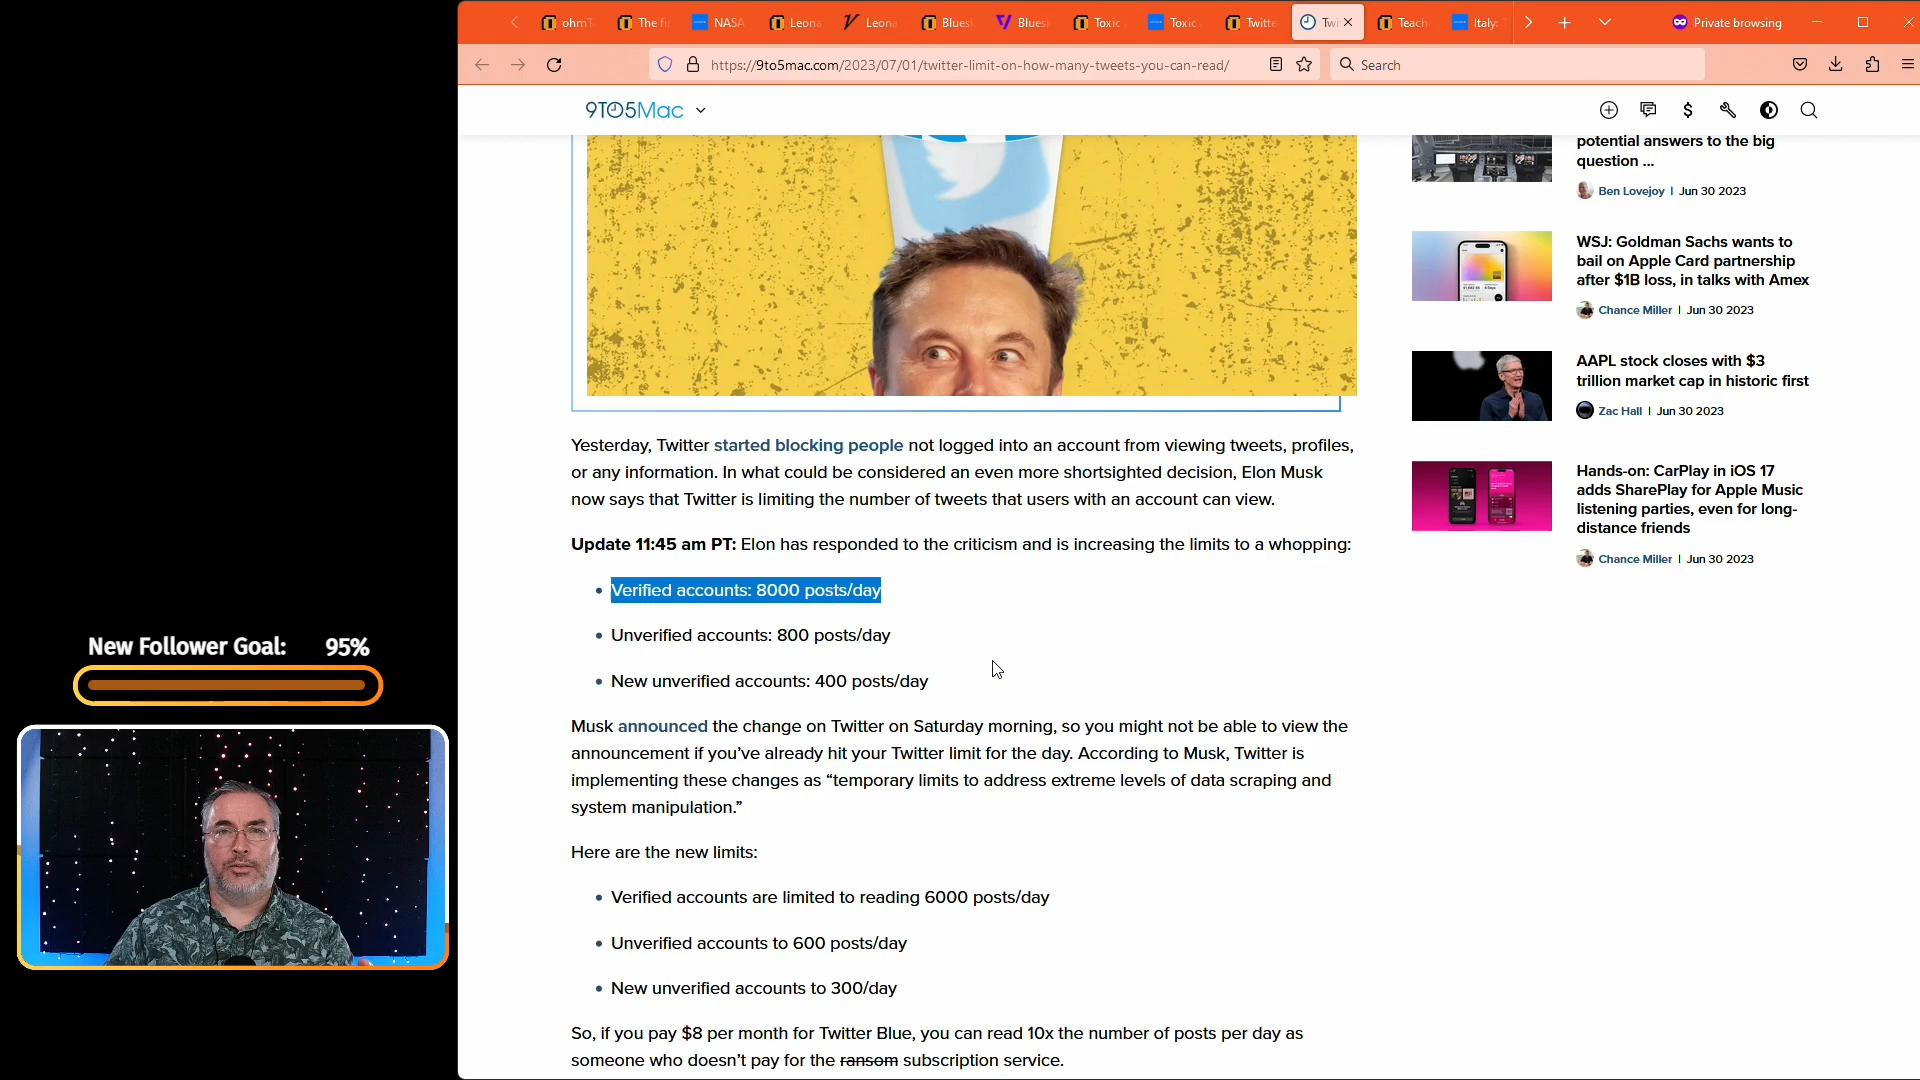 ohmT
The fi
NASA
Leona
Leona
Blues
Blues
Toxic
Toxic
Twitte
Twi
Teach
Italy:
Private browsing
https://9to5mac.com/2023/07/01/twitter-limit-on-how-many-tweets-you-can-read/
Search
9TO5Mac
potential answers to the big
question ...
Ben Lovejoy | Jun 30 2023
WSJ: Goldman Sachs wants to
bail on Apple Card partnership
after $1B loss, in talks with Amex
Chance Miller | Jun 30 2023
AAPL stock closes with $3
trillion market cap in historic first
Zac Hall | Jun 30 2023
Hands-on: CarPlay in iOS 17
adds SharePlay for Apple Music
listening parties, even for long-
distance friends
Chance Miller | Jun 30 2023
Yesterday, Twitter started blocking people not logged into an account from viewing tweets, profiles,
or any information. In what could be considered an even more shortsighted decision, Elon Musk
now says that Twitter is limiting the number of tweets that users with an account can view.
Update 11:45 am PT: Elon has responded to the criticism and is increasing the limits to a whopping:
• Verified accounts: 8000 posts/day
• Unverified accounts: 800 posts/day
• New unverified accounts: 400 posts/day
Musk announced the change on Twitter on Saturday morning, so you might not be able to view the
announcement if you've already hit your Twitter limit for the day. According to Musk, Twitter is
implementing these changes as “temporary limits to address extreme levels of data scraping and
system manipulation.”
Here are the new limits:
• Verified accounts are limited to reading 6000 posts/day
• Unverified accounts to 600 posts/day
• New unverified accounts to 300/day
So, if you pay $8 per month for Twitter Blue, you can read 10x the number of posts per day as
someone who doesn't pay for the ransom subscription service.
New Follower Goal: 95%